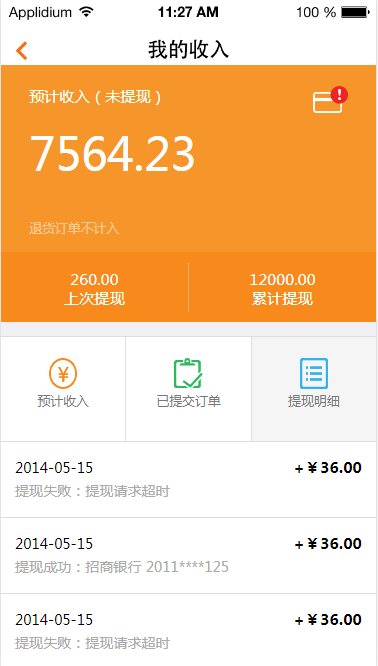 Applidium 11:27 AM 100 %
我的收入
预计收入（未提现）
!
7564.23
退货订单不计入
260.00 12000.00
上次提现 累计提现
¥
预计收入 已提交订单 提现明细
2014-05-15 + ¥ 36.00
提现失败：提现请求超时
2014-05-15 + ¥ 36.00
提现成功：招商银行 2011****125
2014-05-15 + ¥ 36.00
提现失败：提现请求超时